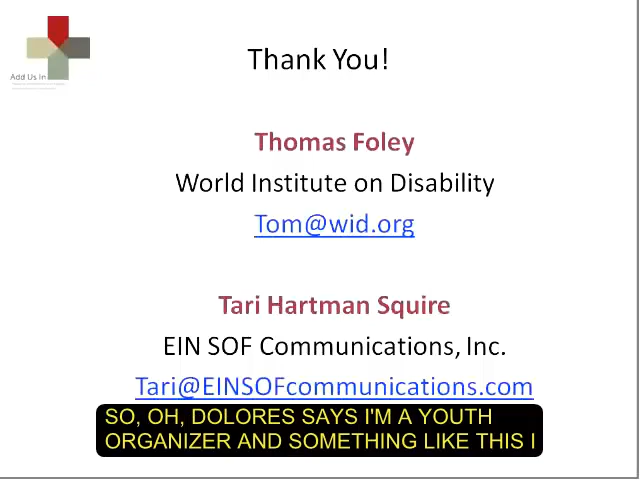 Add Us In
Thank You!
Thomas Foley
World Institute on Disability
Tom@wid.org
Tari Hartman Squire
EIN SOF Communications, Inc.
Tari@EINSOFcommunications.com
SO, OH, DOLORES SAYS I'M A YOUTH
ORGANIZER AND SOMETHING LIKE THIS I